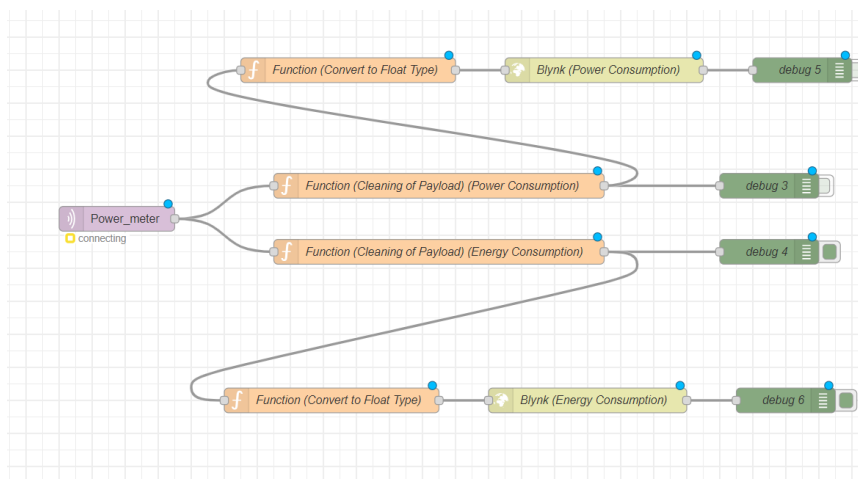 Function (Convert to Float Type)
Blynk (Power Consumption)
debug 5
Function (Cleaning of Payload) (Power Consumption)
debug 3
Power_meter
connecting
Function (Cleaning of Payload) (Energy Consumption)
debug 4
Function (Convert to Float Type)
Blynk (Energy Consumption)
debug 6